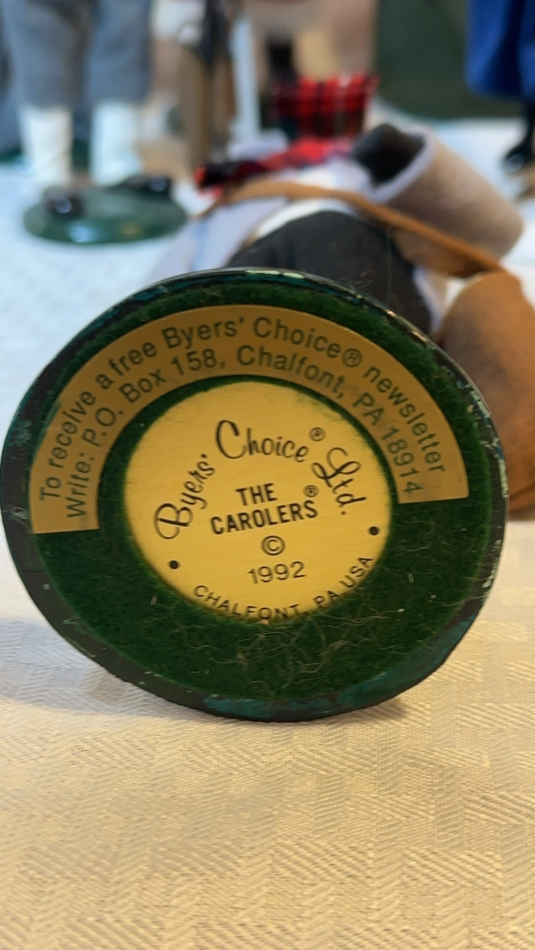 To receive a free Byers' Choice® newsletter
Write: P.O. Box 158, Chalfont, PA 18914
Byers' Choice® Ltd.
THE
CAROLERS®
©
1992
CHALFONT, PA USA